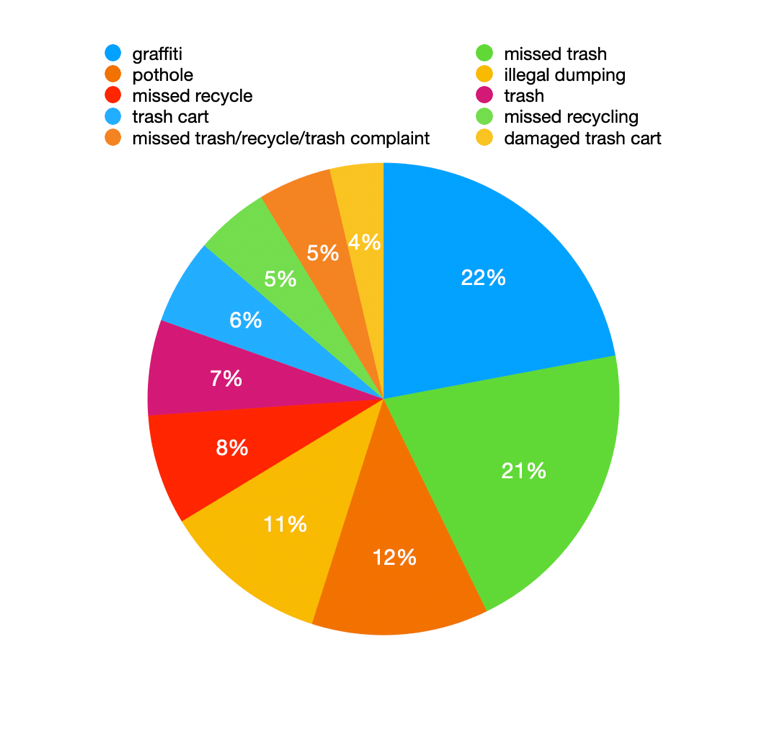 graffiti
missed trash
pothole
illegal dumping
missed recycle
trash
trash cart
missed recycling
missed trash/recycle/trash complaint
damaged trash cart
4%
5%
22%
5%
6%
7%
8%
21%
11%
12%